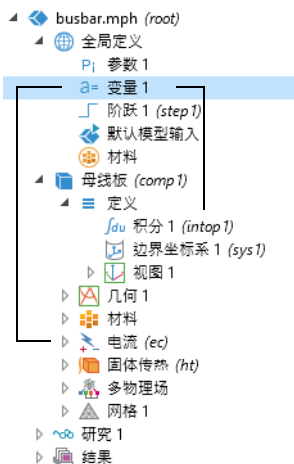 busbar.mph (root)
全局定义
Pi 参数 1
a= 变量 1
阶跃 1 (step1)
默认模型输入
材料
母线板 (comp1)
定义
∫du 积分 1 (intop1)
边界坐标系 1 (sys1)
视图 1
几何 1
材料
电流 (ec)
固体传热 (ht)
多物理场
网格 1
研究 1
结果